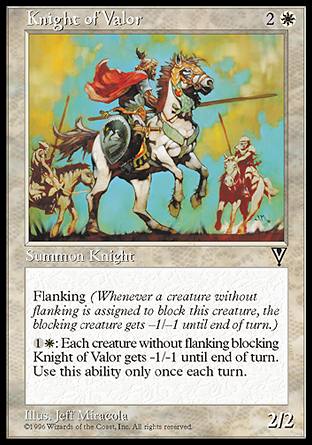 Knight of Valor 2
Summon Knight
Flanking (Whenever a creature without
flanking is assigned to block this creature, the
blocking creature gets –1/–1 until end of turn.)
1 : Each creature without flanking blocking
Knight of Valor gets -1/-1 until end of turn.
Use this ability only once each turn.
Illus. Jeff Miracola
©1996 Wizards of the Coast, Inc. All rights reserved.
2/2